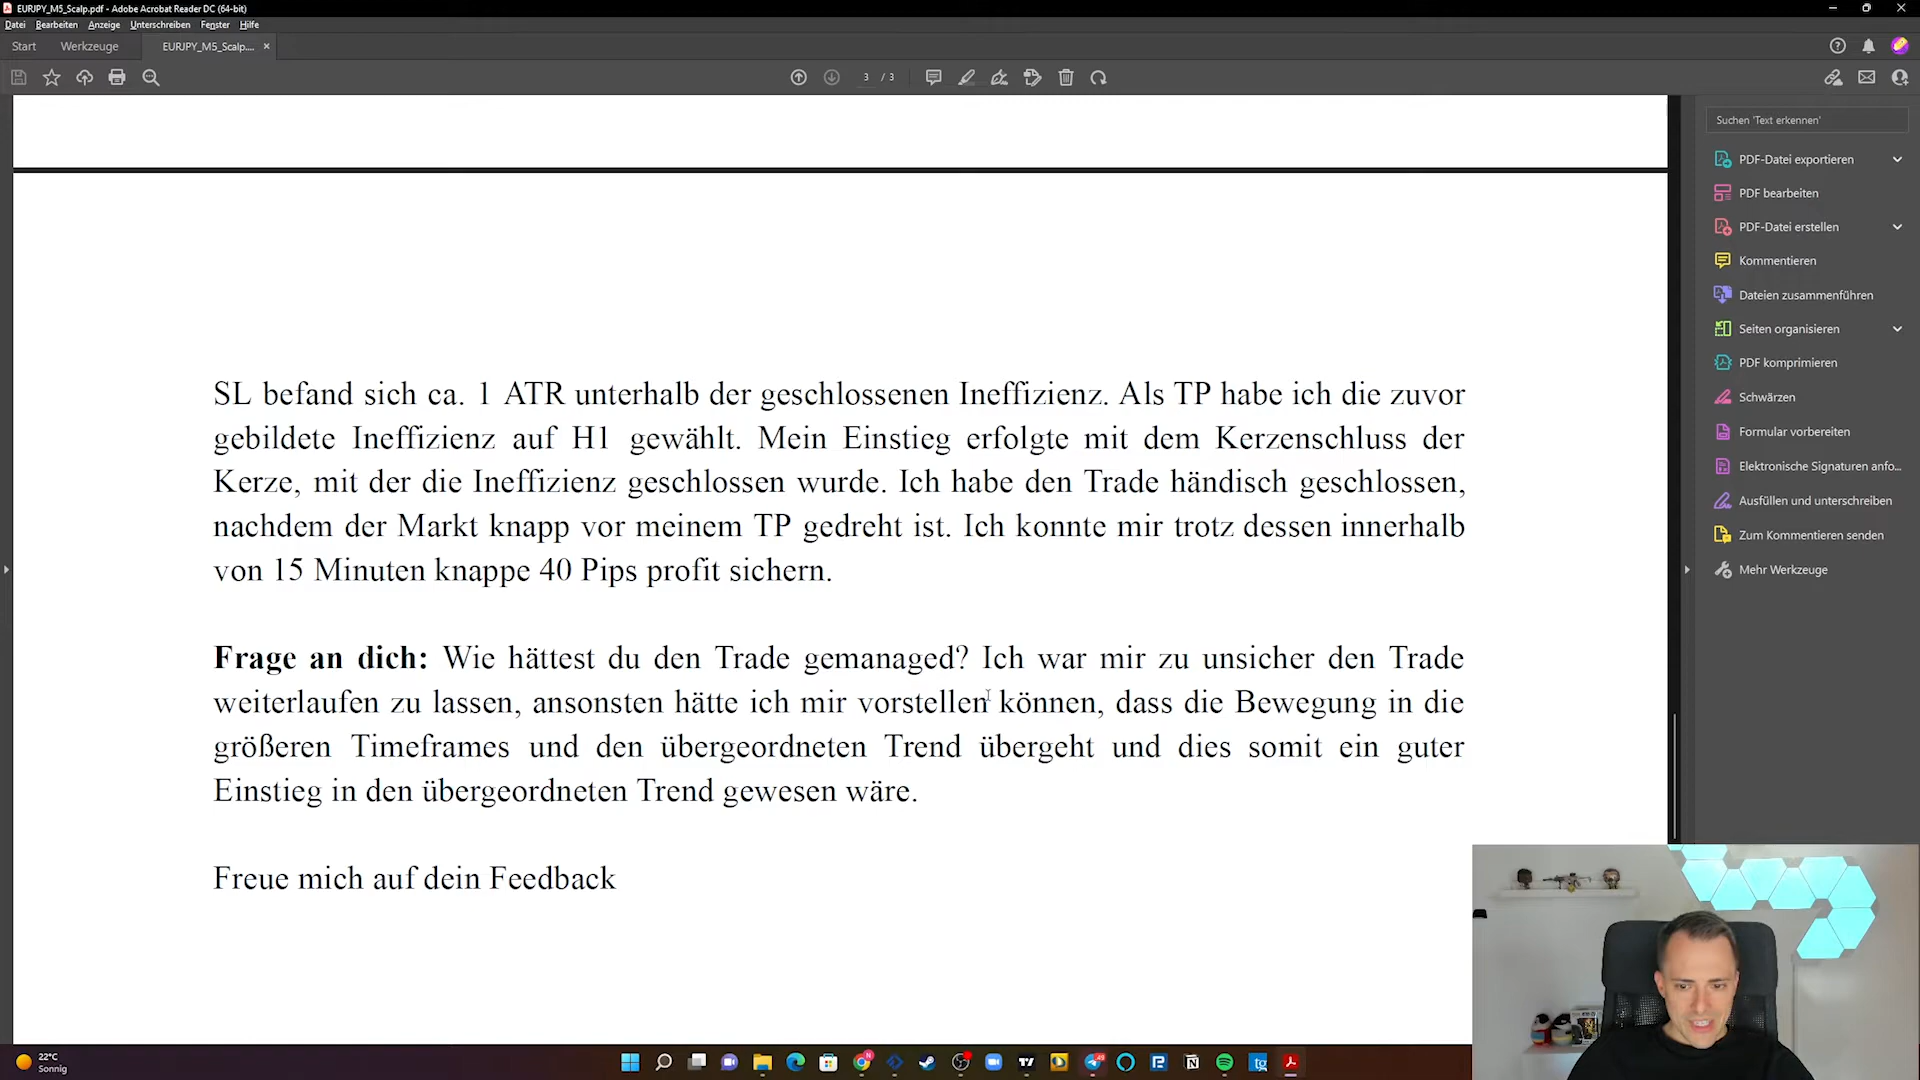 EURJPY_M5_Scalp.pdf - Adobe Acrobat Reader DC (64-bit)
Datei Bearbeiten Anzeige Unterschreiben Fenster Hilfe
Start Werkzeuge EURJPY_M5_Scalp.... ×
3 / 3
Suchen 'Text erkennen'
PDF-Datei exportieren
PDF bearbeiten
PDF-Datei erstellen
Kommentieren
Dateien zusammenführen
Seiten organisieren
PDF komprimieren
Schwärzen
Formular vorbereiten
Elektronische Signaturen anfo...
Ausfüllen und unterschreiben
Zum Kommentieren senden
Mehr Werkzeuge
SL befand sich ca. 1 ATR unterhalb der geschlossenen Ineffizienz. Als TP habe ich die zuvor
gebildete Ineffizienz auf H1 gewählt. Mein Einstieg erfolgte mit dem Kerzenschluss der
Kerze, mit der die Ineffizienz geschlossen wurde. Ich habe den Trade händisch geschlossen,
nachdem der Markt knapp vor meinem TP gedreht ist. Ich konnte mir trotz dessen innerhalb
von 15 Minuten knappe 40 Pips profit sichern.
Frage an dich: Wie hättest du den Trade gemanaged? Ich war mir zu unsicher den Trade
weiterlaufen zu lassen, ansonsten hätte ich mir vorstellen können, dass die Bewegung in die
größeren Timeframes und den übergeordneten Trend übergeht und dies somit ein guter
Einstieg in den übergeordneten Trend gewesen wäre.
Freue mich auf dein Feedback
22°C
Sonnig